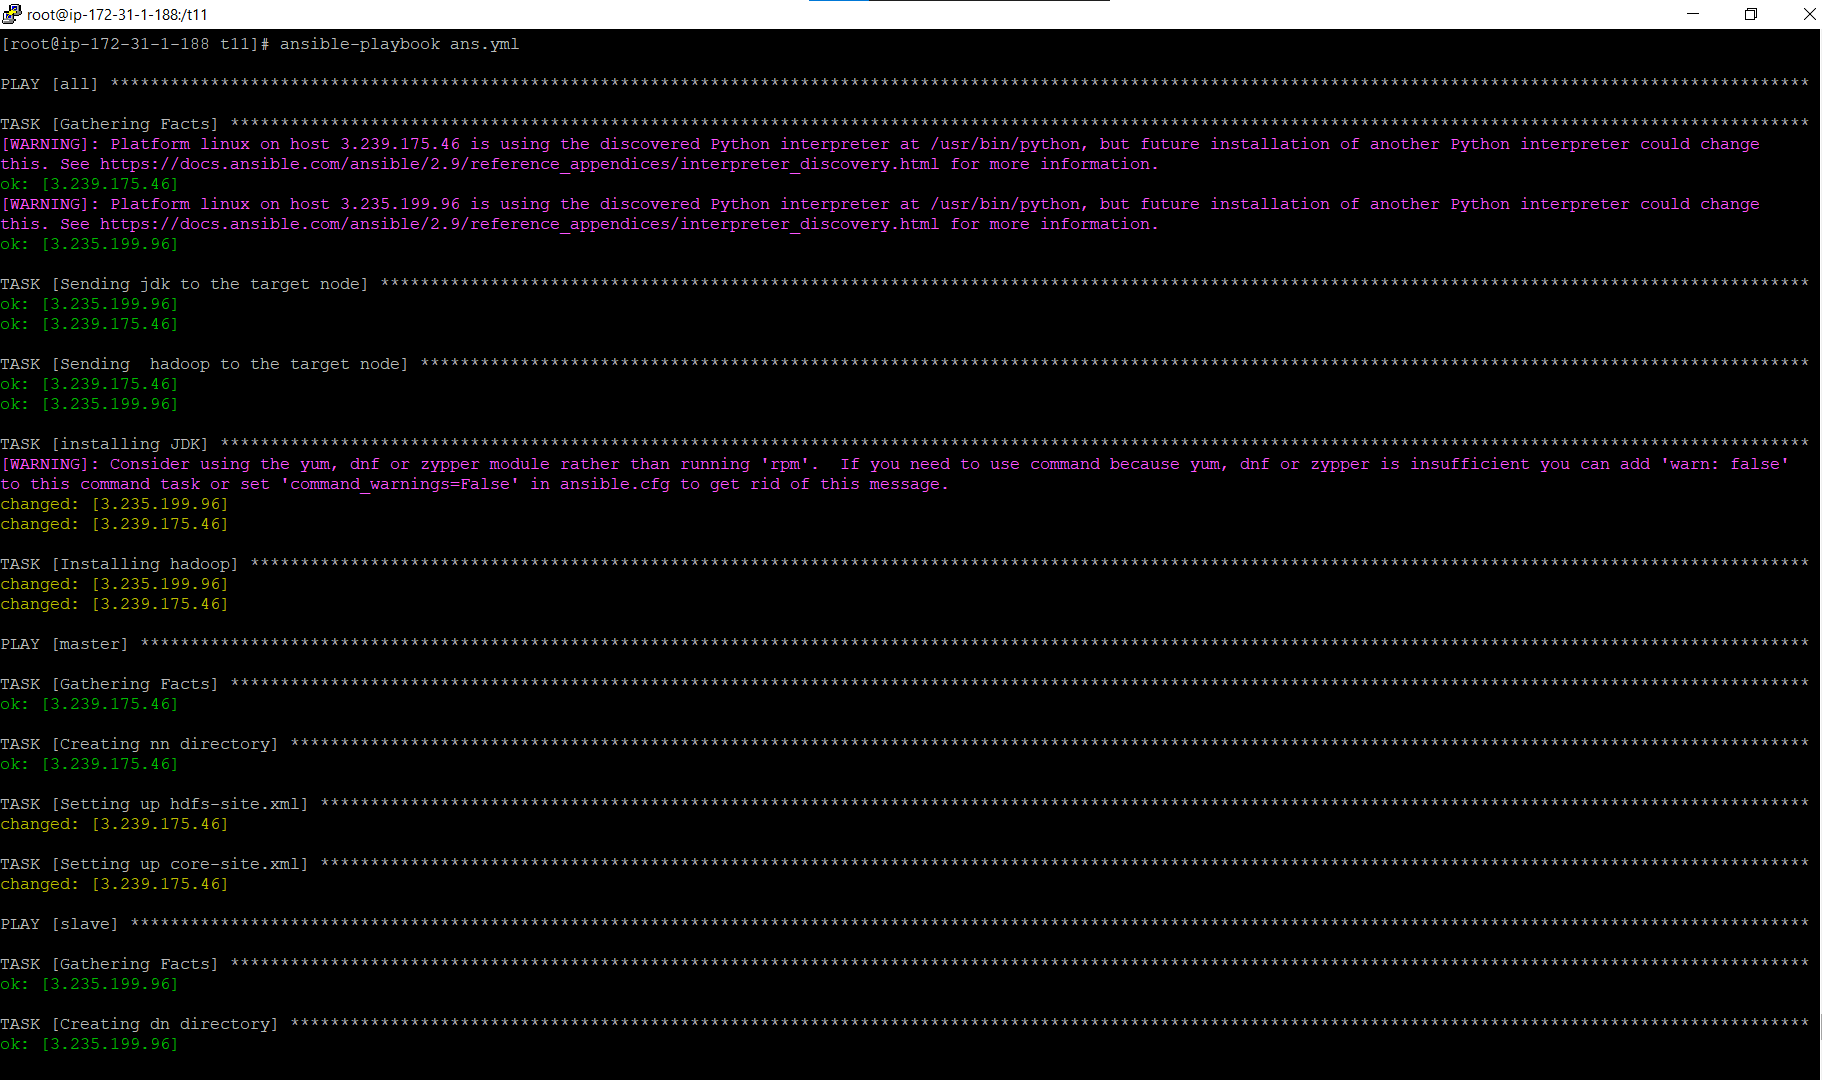 root@ip-172-31-1-188:/t11
[root@ip-172-31-1-188 t11]# ansible-playbook ans.yml
PLAY [all] **************************************************************************************************************************************************************************
TASK [Gathering Facts] **************************************************************************************************************************************************************
[WARNING]: Platform linux on host 3.239.175.46 is using the discovered Python interpreter at /usr/bin/python, but future installation of another Python interpreter could change
this. See https://docs.ansible.com/ansible/2.9/reference_appendices/interpreter_discovery.html for more information.
ok: [3.239.175.46]
[WARNING]: Platform linux on host 3.235.199.96 is using the discovered Python interpreter at /usr/bin/python, but future installation of another Python interpreter could change
this. See https://docs.ansible.com/ansible/2.9/reference_appendices/interpreter_discovery.html for more information.
ok: [3.235.199.96]
TASK [Sending jdk to the target node] ***********************************************************************************************************************************************
ok: [3.235.199.96]
ok: [3.239.175.46]
TASK [Sending  hadoop to the target node] *******************************************************************************************************************************************
ok: [3.239.175.46]
ok: [3.235.199.96]
TASK [installing JDK] ***************************************************************************************************************************************************************
[WARNING]: Consider using the yum, dnf or zypper module rather than running 'rpm'.  If you need to use command because yum, dnf or zypper is insufficient you can add 'warn: false'
to this command task or set 'command_warnings=False' in ansible.cfg to get rid of this message.
changed: [3.235.199.96]
changed: [3.239.175.46]
TASK [Installing hadoop] ************************************************************************************************************************************************************
changed: [3.235.199.96]
changed: [3.239.175.46]
PLAY [master] ***********************************************************************************************************************************************************************
TASK [Gathering Facts] **************************************************************************************************************************************************************
ok: [3.239.175.46]
TASK [Creating nn directory] ********************************************************************************************************************************************************
ok: [3.239.175.46]
TASK [Setting up hdfs-site.xml] *****************************************************************************************************************************************************
changed: [3.239.175.46]
TASK [Setting up core-site.xml] *****************************************************************************************************************************************************
changed: [3.239.175.46]
PLAY [slave] ************************************************************************************************************************************************************************
TASK [Gathering Facts] **************************************************************************************************************************************************************
ok: [3.235.199.96]
TASK [Creating dn directory] ********************************************************************************************************************************************************
ok: [3.235.199.96]